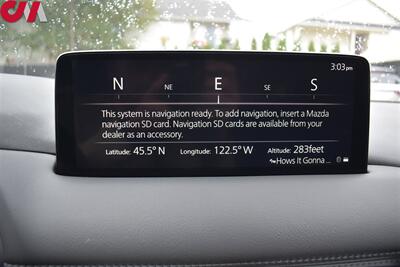 CJM
3:03 pm
N NE E SE S
This system is navigation ready. To add navigation, insert a Mazda
navigation SD card. Navigation SD cards are available from your
dealer as an accessory.
Latitude: 45.5° N Longitude: 122.5° W Altitude: 283feet
Hows It Gonna ...